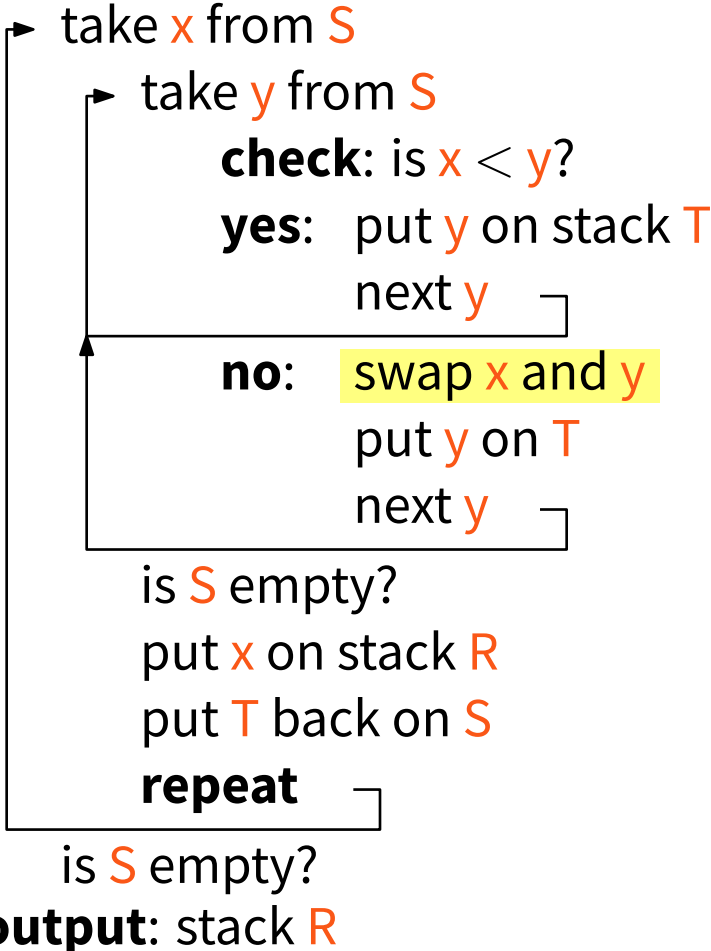 take x from S
take y from S
check: is x < y?
yes: put y on stack T
next y
no: swap x and y
put y on T
next y
is S empty?
put x on stack R
put T back on S
repeat
is S empty?
output: stack R